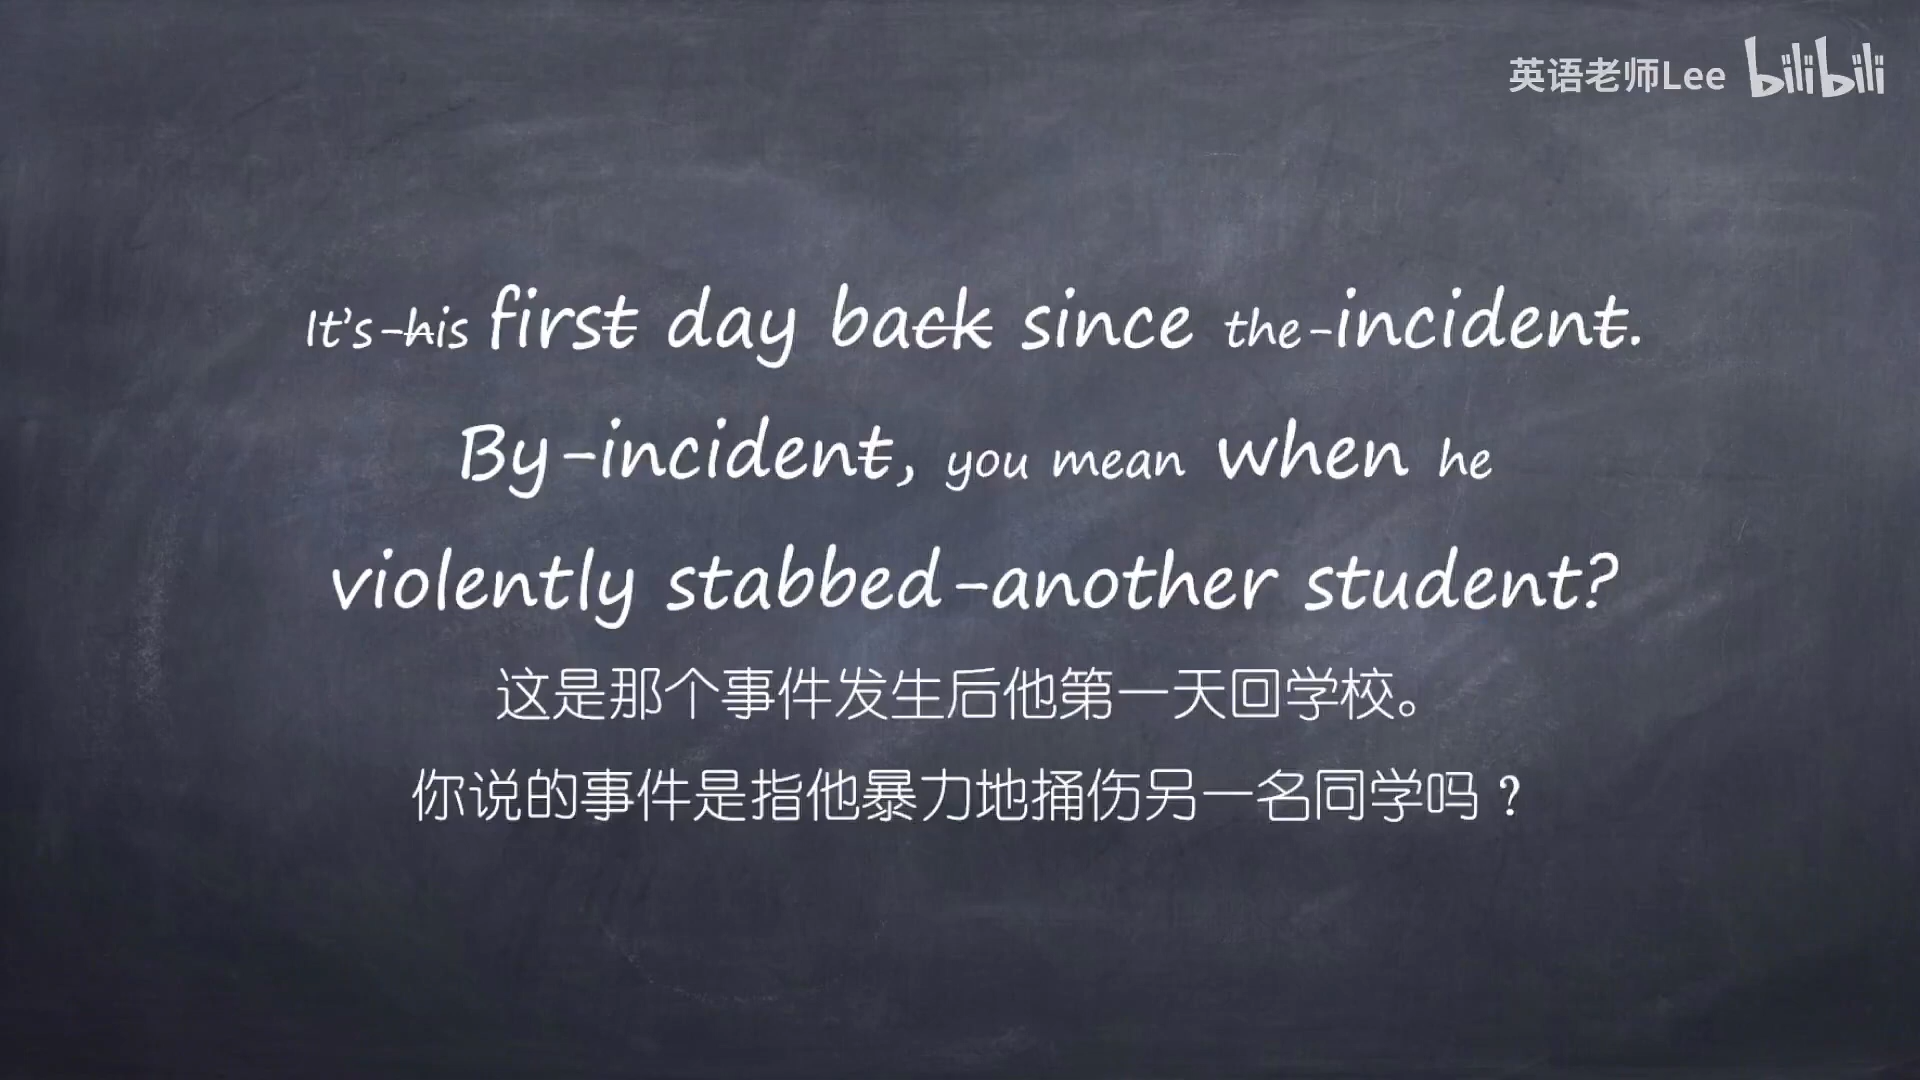 英语老师Lee bilibili
It's-his first day back since the-incident.
By-incident, you mean when he
violently stabbed-another student?
这是那个事件发生后他第一天回学校。
你说的事件是指他暴力地捅伤另一名同学吗？